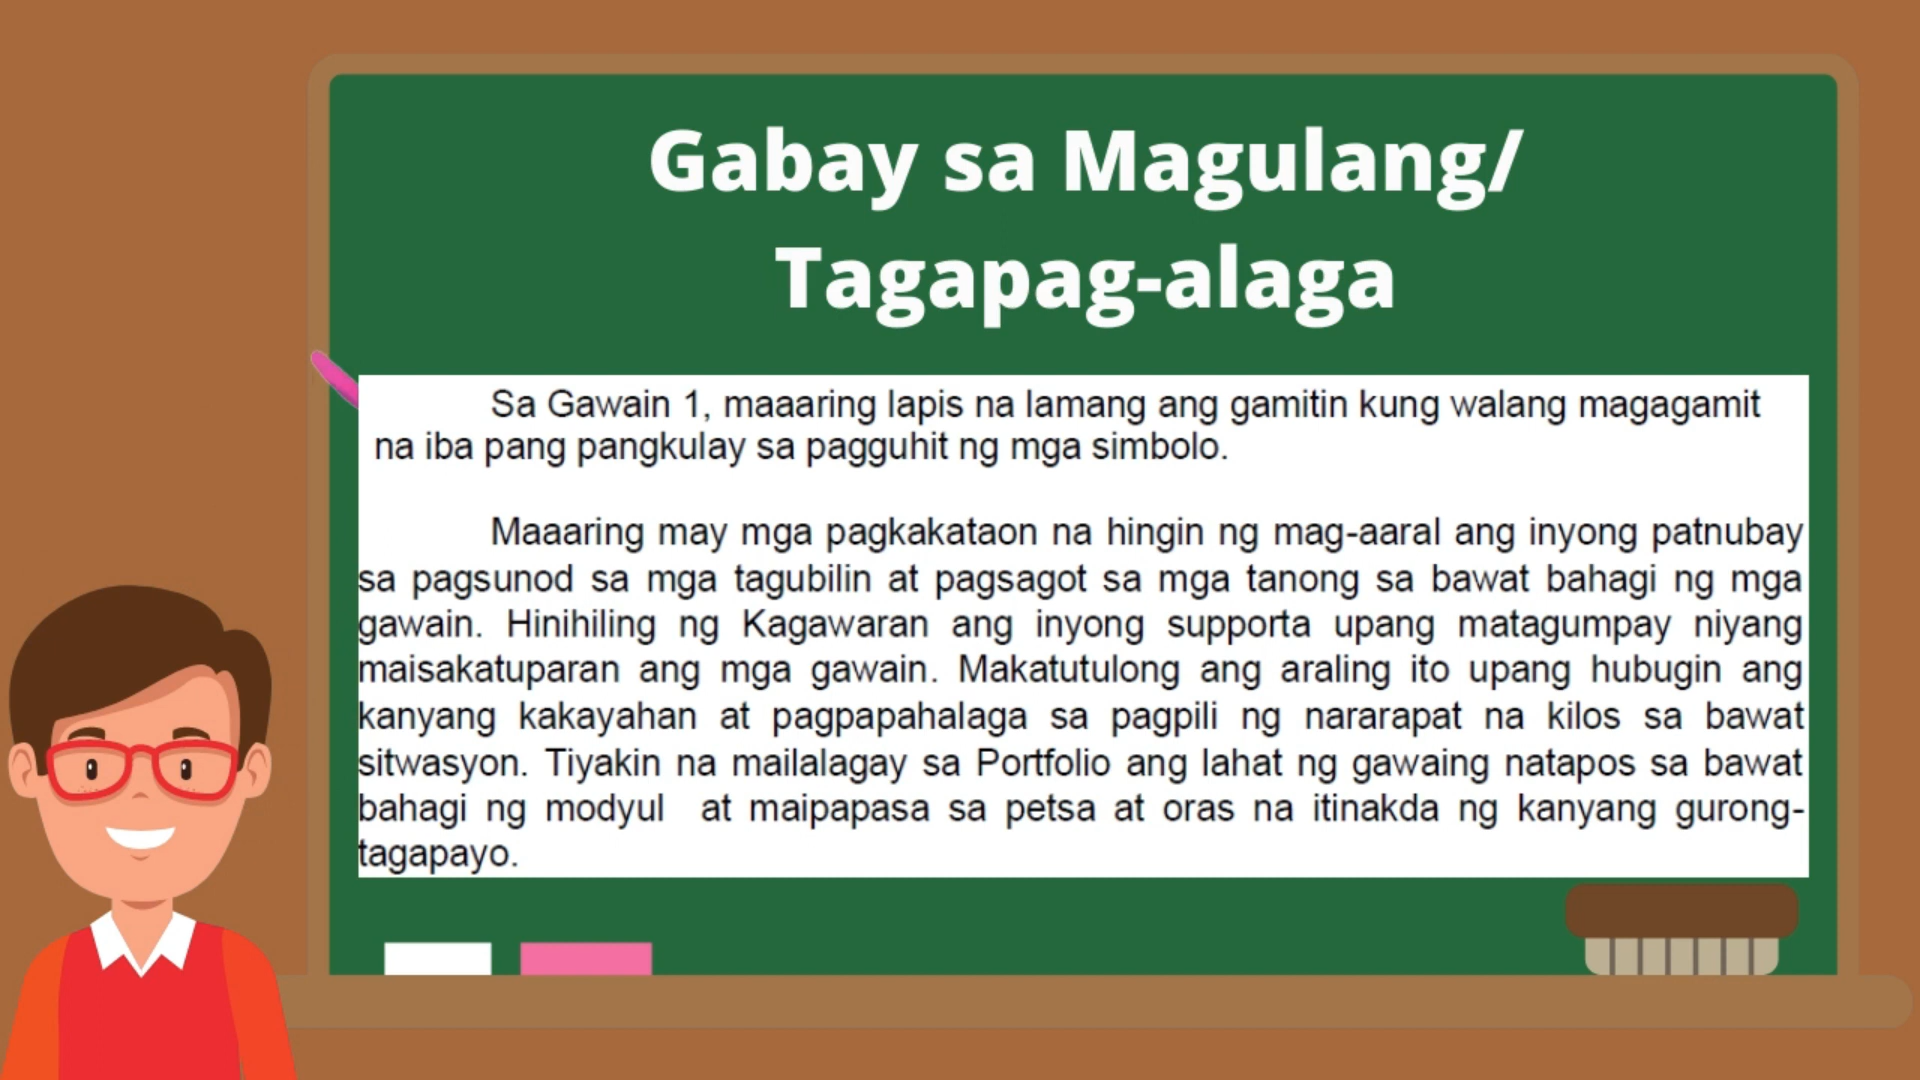 Gabay sa Magulang/
Tagapag-alaga
Sa Gawain 1, maaaring lapis na lamang ang gamitin kung walang magagamit
na iba pang pangkulay sa pagguhit ng mga simbolo.
Maaaring may mga pagkakataon na hingin ng mag-aaral ang inyong patnubay
sa pagsunod sa mga tagubilin at pagsagot sa mga tanong sa bawat bahagi ng mga
gawain. Hinihiling ng Kagawaran ang inyong supporta upang matagumpay niyang
maisakatuparan ang mga gawain. Makatutulong ang araling ito upang hubugin ang
kanyang kakayahan at pagpapahalaga sa pagpili ng nararapat na kilos sa bawat
sitwasyon. Tiyakin na mailalagay sa Portfolio ang lahat ng gawaing natapos sa bawat
bahagi ng modyul at maipapasa sa petsa at oras na itinakda ng kanyang gurong-
tagapayo.